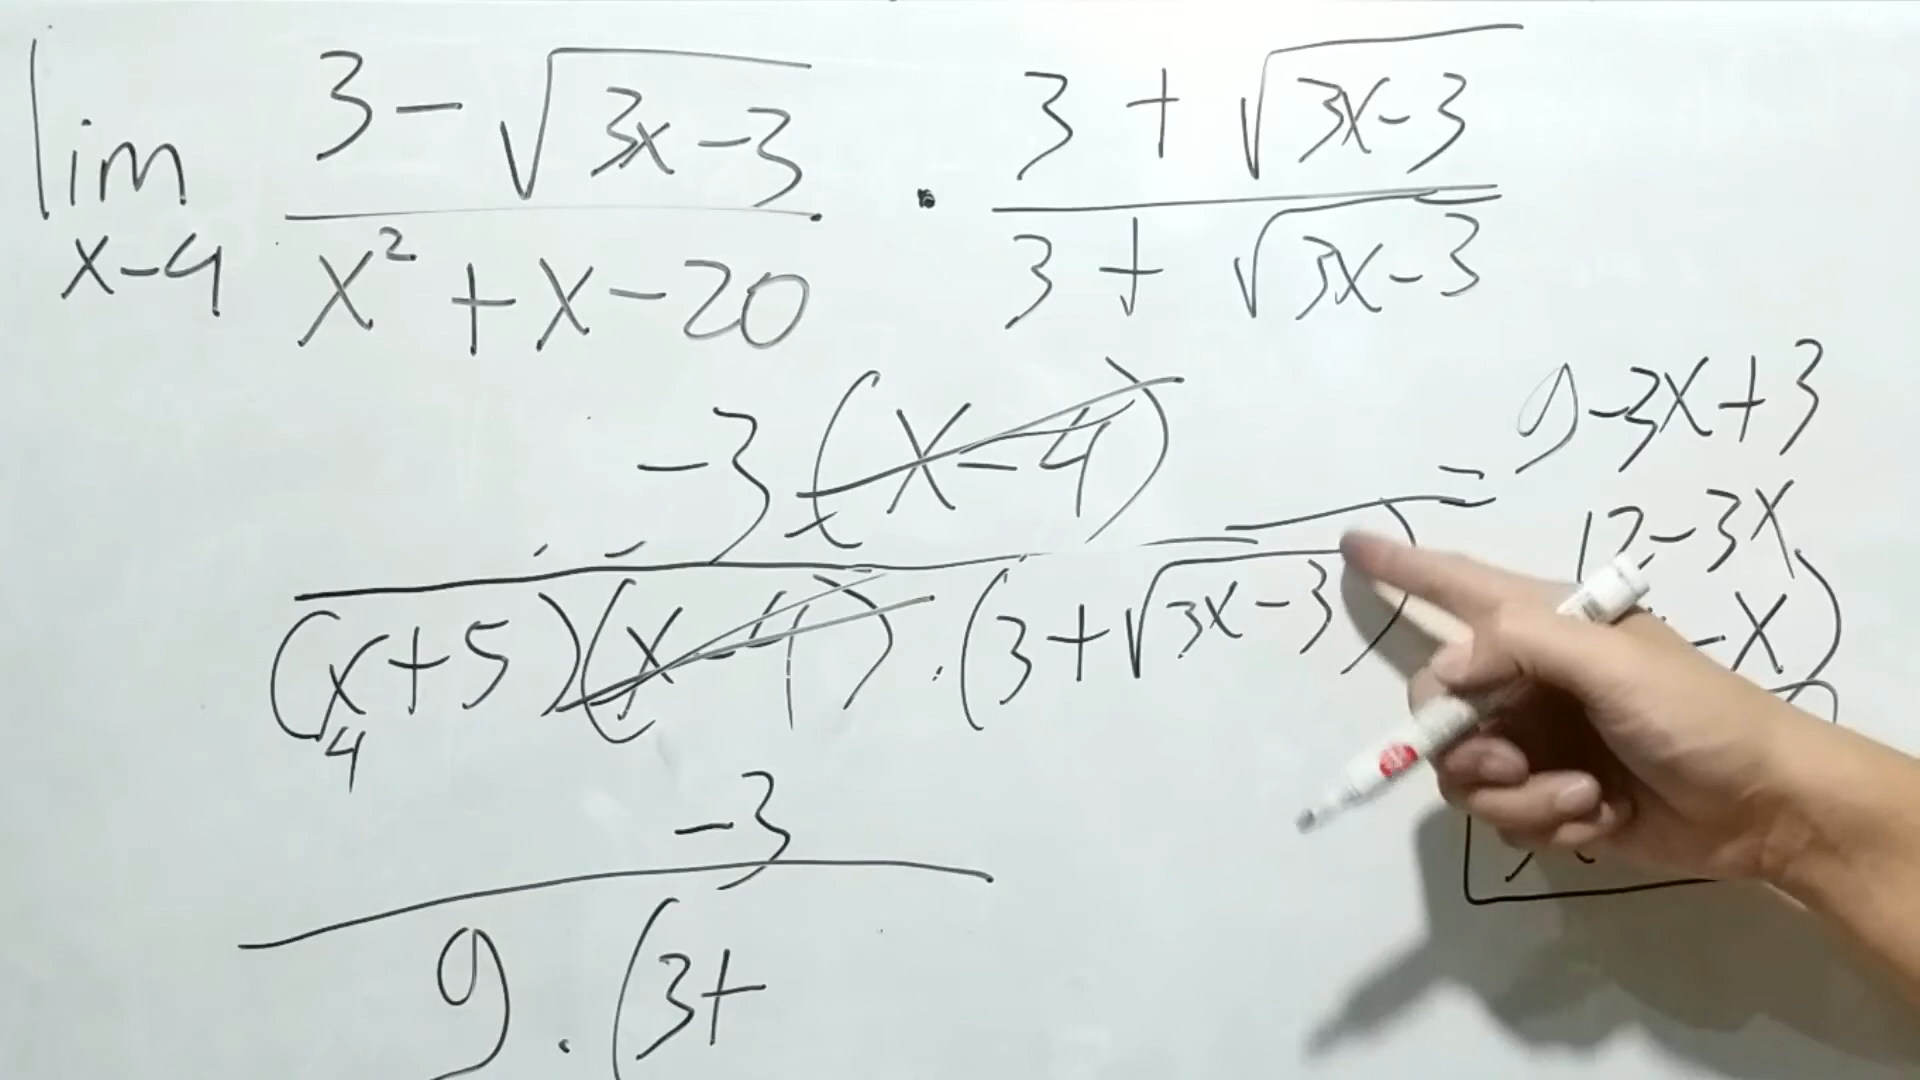 lim x-4 3-√3x-3 / x²+x-20 · 3+√3x-3 / 3+√3x-3
9-3x+3
-3(x-4) =
12-3x
(x+5)(x-4)·(3+√3x-3)
-x)
4
-3
9·(3+